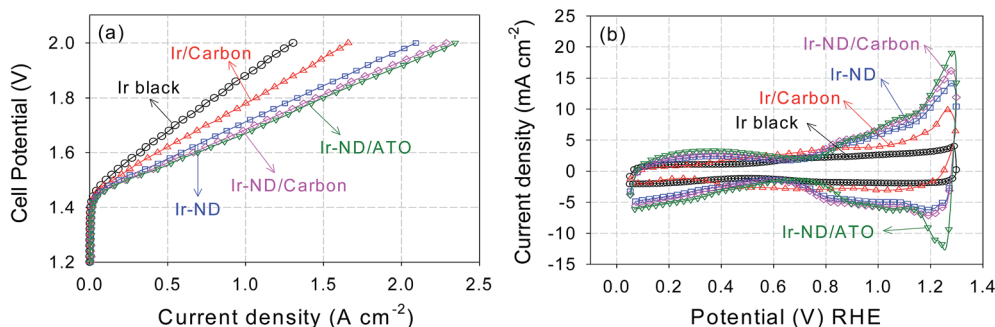 (a)
2.0
1.8
1.6
1.4
1.2
Cell Potential (V)
Ir/Carbon
Ir black
Ir-ND/ATO
Ir-ND/Carbon
Ir-ND
0.0 0.5 1.0 1.5 2.0 2.5
Current density (A cm-2)
(b)
25
20
15
10
5
0
-5
-10
-15
Current density (mA cm-2)
Ir-ND/Carbon
Ir-ND
Ir/Carbon
Ir black
Ir-ND/ATO
0.0 0.2 0.4 0.6 0.8 1.0 1.2 1.4
Potential (V) RHE